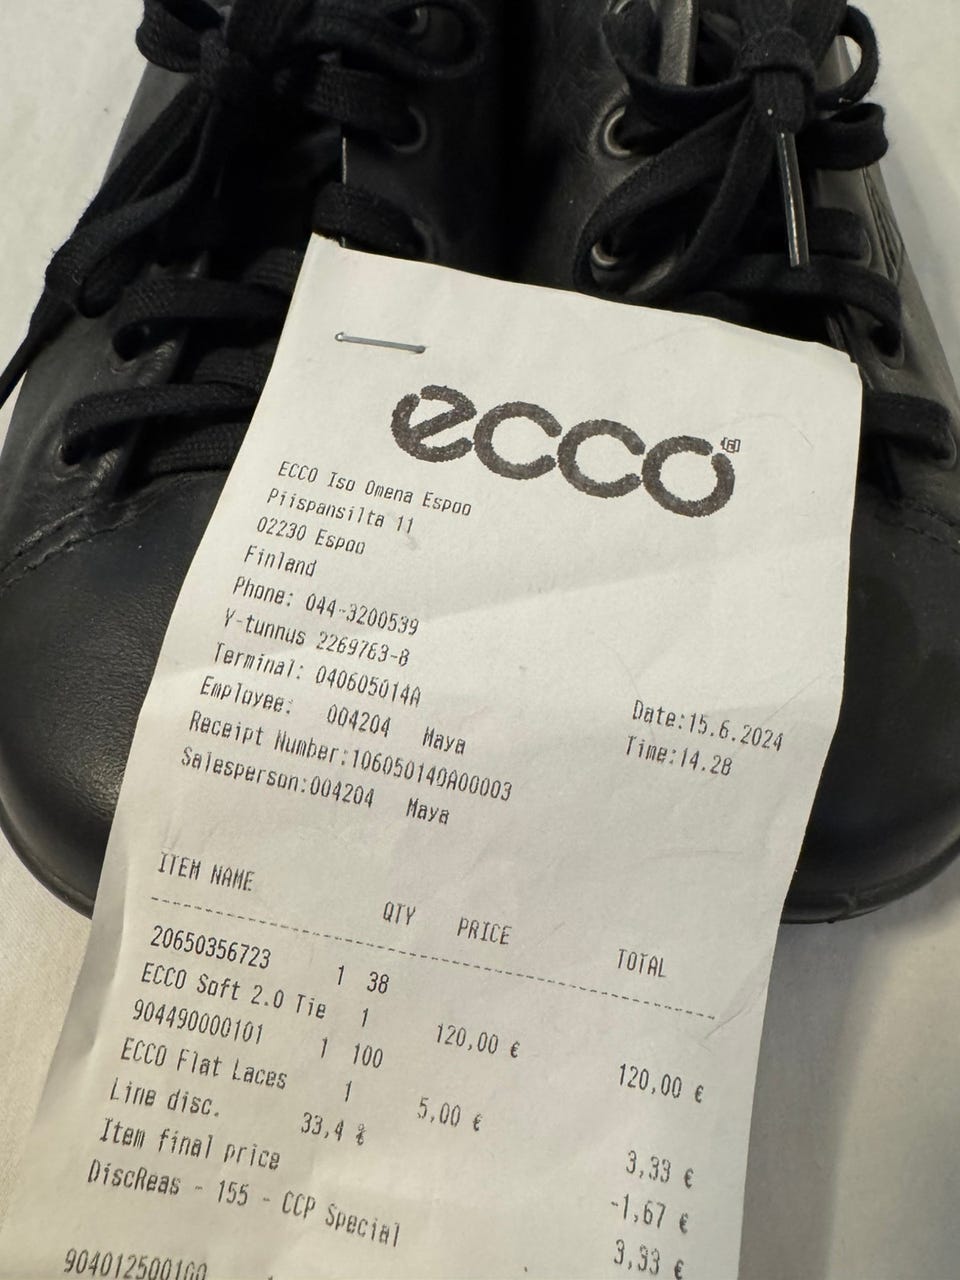 ecco
ECCO Iso Omena Espoo
Piispansilta 11
02230 Espoo
Finland
Phone: 044-3200539
Y-tunnus 2269763-8
Terminal: 040605014A
Employee: 004204 Maya
Date:15.6.2024
Receipt Number:106050140A00003
Time:14.28
Salesperson:004204 Maya
ITEM NAME QTY PRICE TOTAL
20650356723 1 38
ECCO Soft 2.0 Tie 1 120,00 € 120,00 €
904490000101 1 100
ECCO Flat Laces 1 5,00 € 3,33 €
Line disc. 33,4 % -1,67 €
Item final price 3,33 €
DiscReas - 155 - CCP Special
904012500100